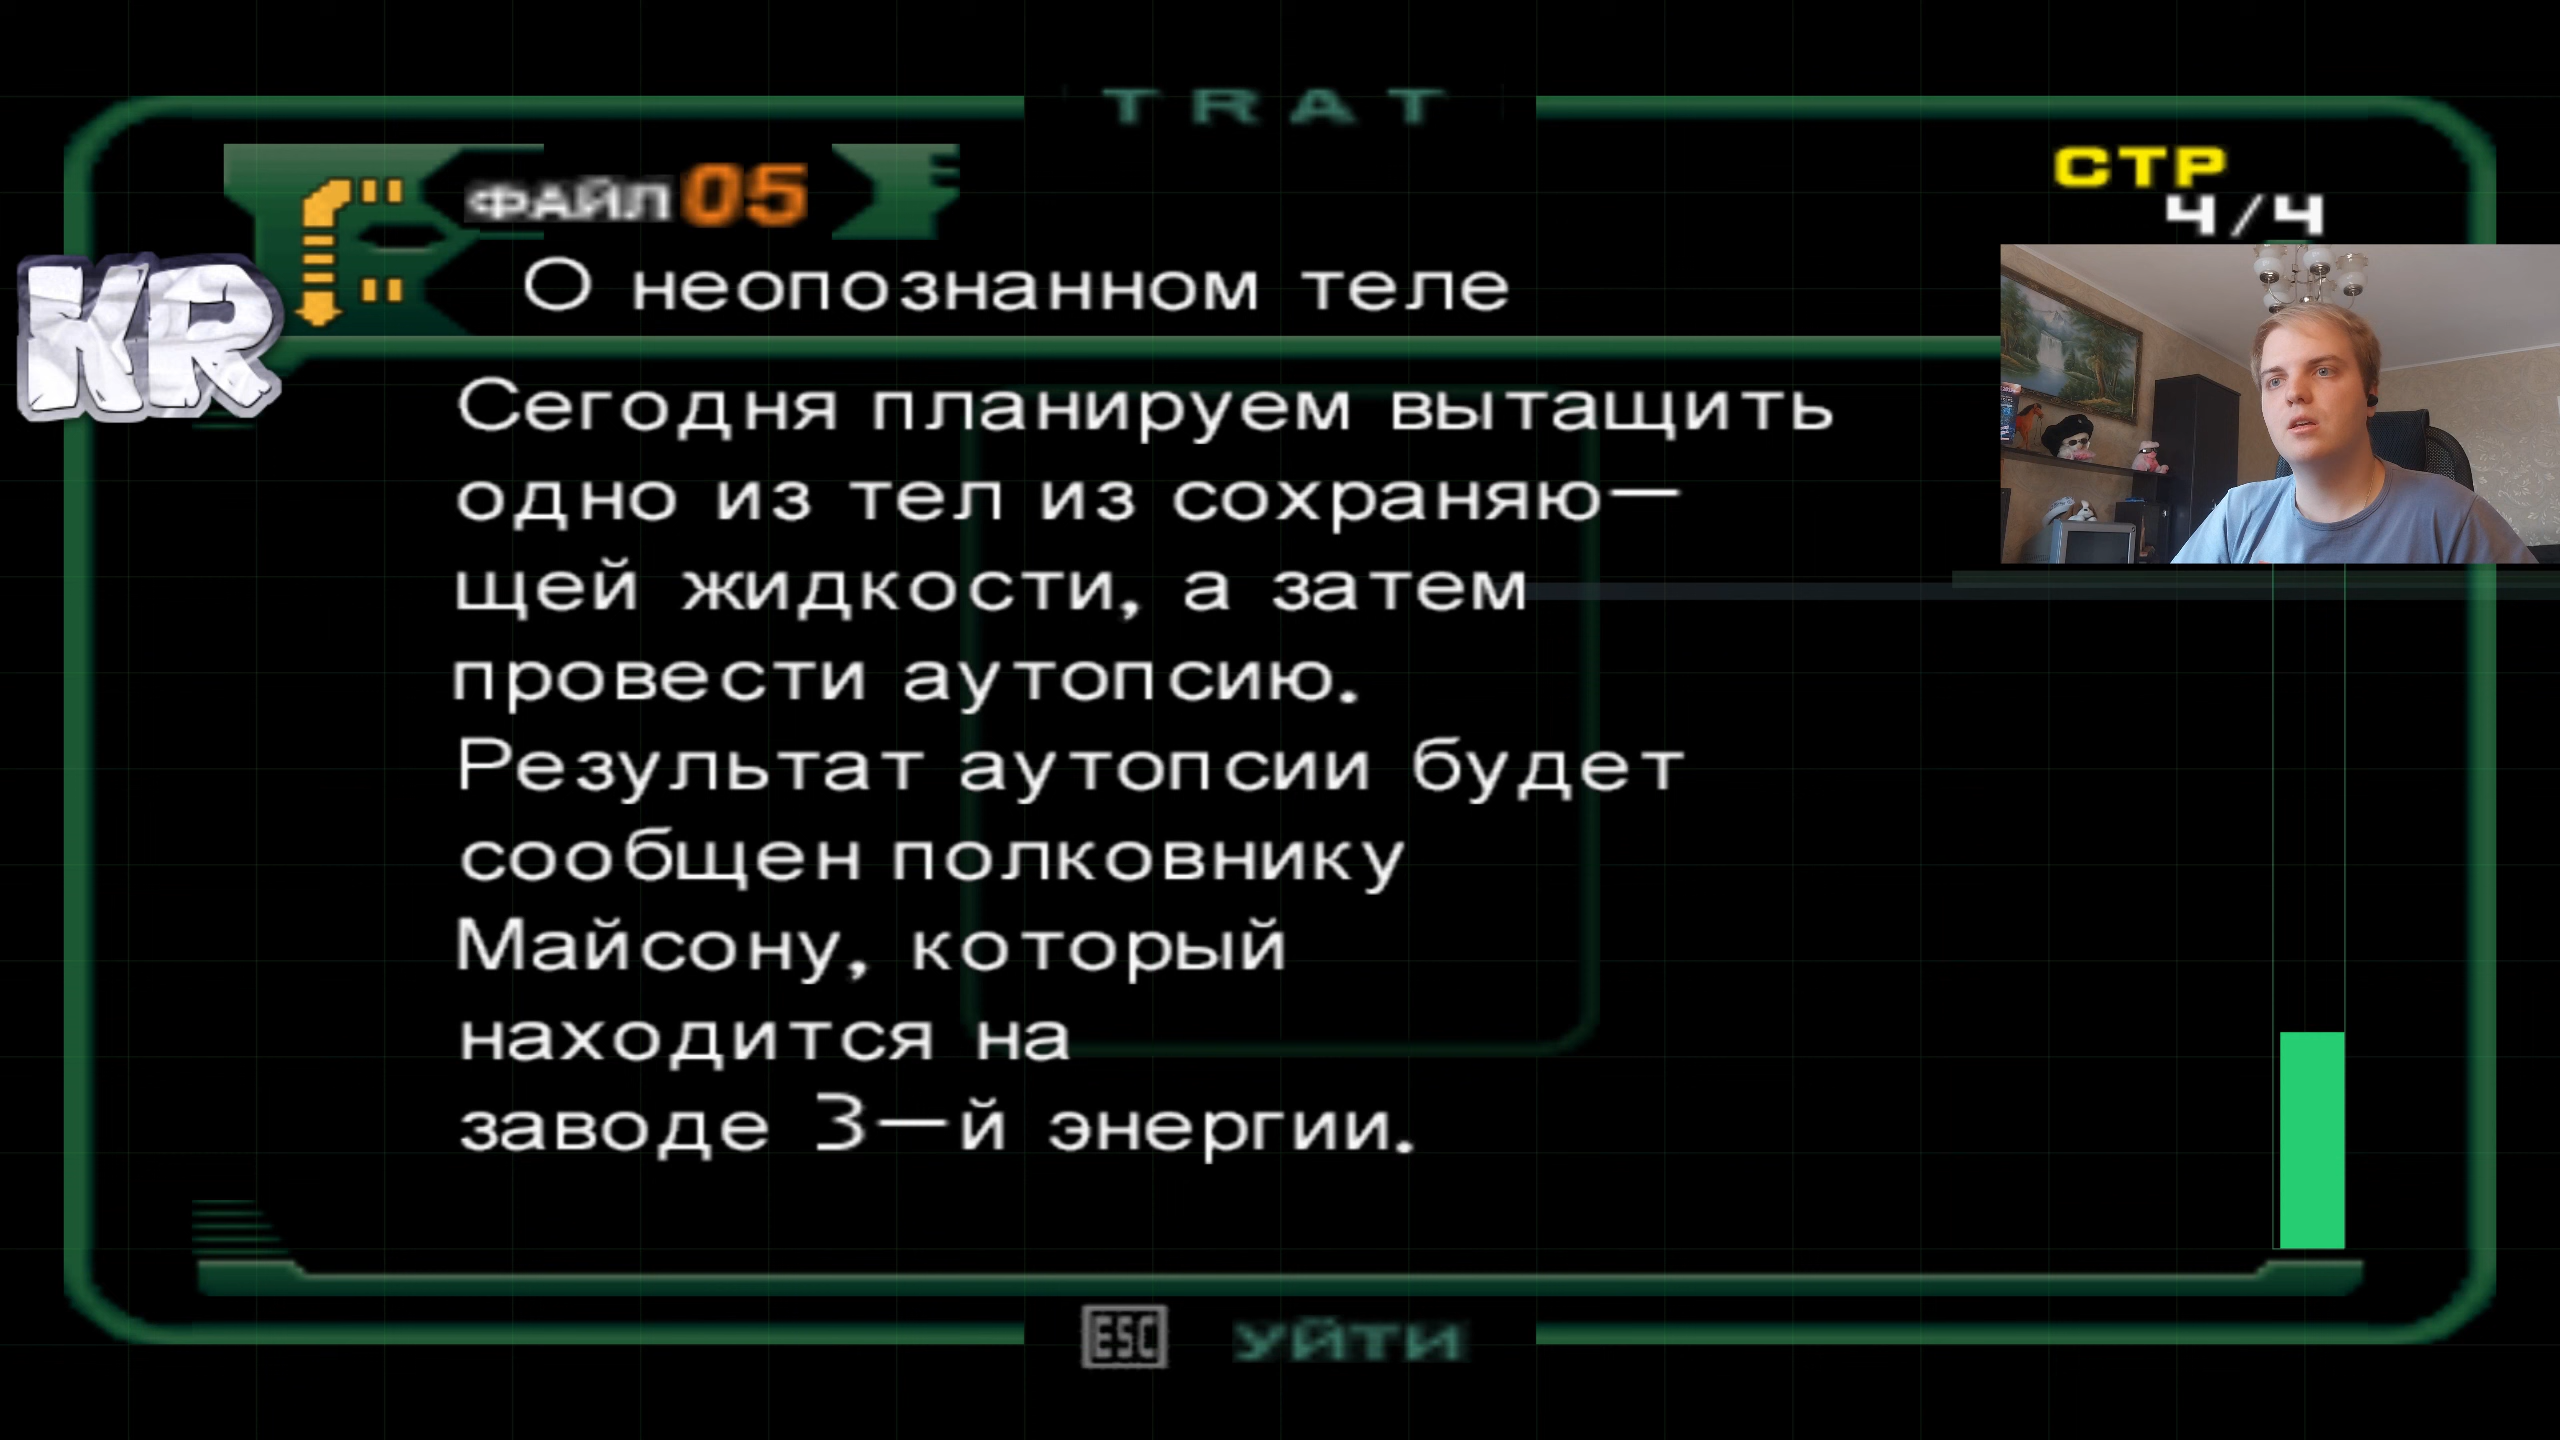 TRAT
ФАЙЛ 05
СТР
4/4
О неопознанном теле
KR
Сегодня планируем вытащить
одно из тел из сохраняю—
щей жидкости, а затем
провести аутопсию.
Результат аутопсии будет
сообщен полковнику
Майсону, который
находится на
заводе 3—й энергии.
ESC УЙТИ